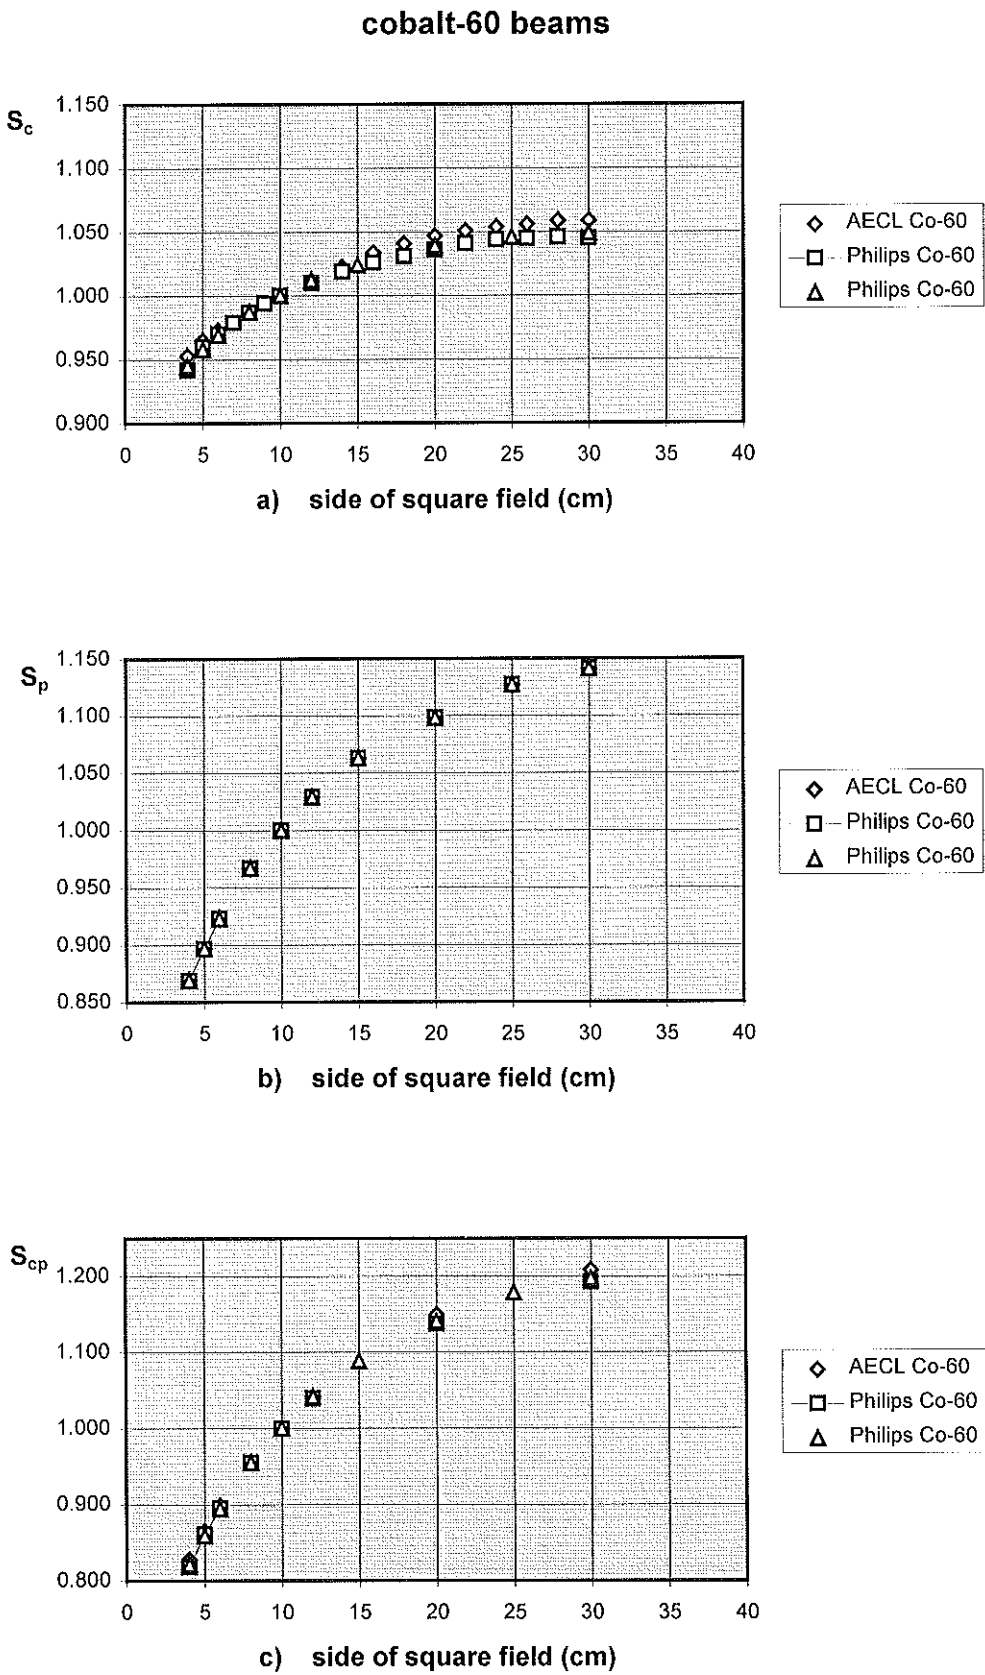 cobalt-60 beams
Sc
1.150
1.100
1.050
1.000
0.950
0.900
0 5 10 15 20 25 30 35 40
a) side of square field (cm)
AECL Co-60
Philips Co-60
Philips Co-60
Sp
1.150
1.100
1.050
1.000
0.950
0.900
0.850
0 5 10 15 20 25 30 35 40
b) side of square field (cm)
AECL Co-60
Philips Co-60
Philips Co-60
Scp
1.200
1.100
1.000
0.900
0.800
0 5 10 15 20 25 30 35 40
c) side of square field (cm)
AECL Co-60
Philips Co-60
Philips Co-60